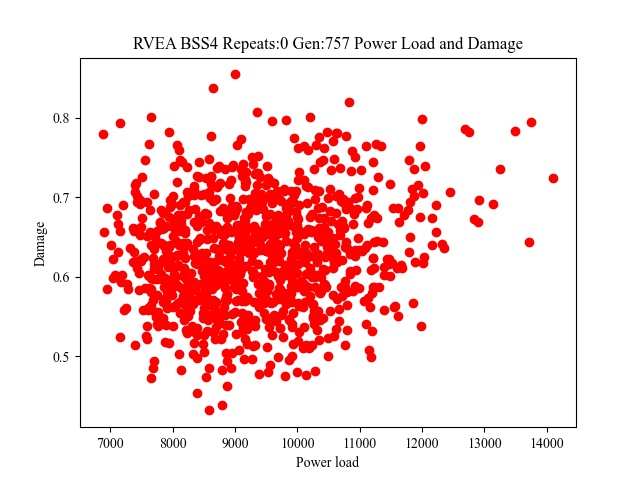 RVEA BSS4 Repeats:0 Gen:757 Power Load and Damage
0.8
0.7
0.6
0.5
Damage
7000 8000 9000 10000 11000 12000 13000 14000
Power load